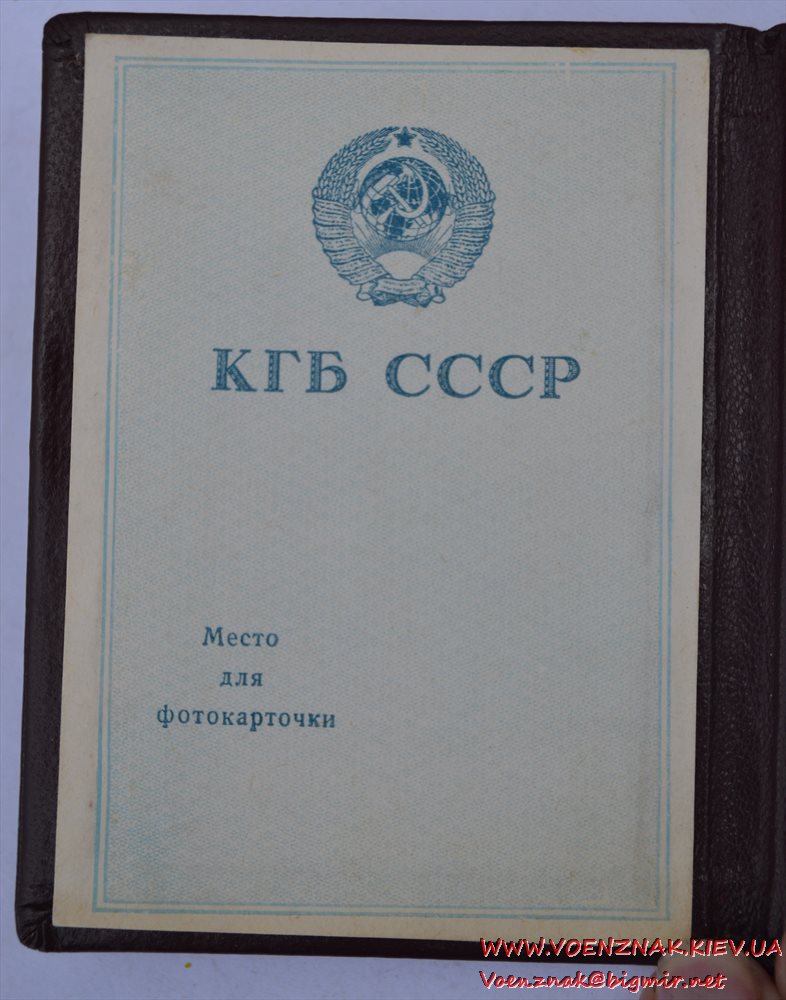 КГБ СССР
Место
для
фотокарточки
WWW.VOENZNAK.KIEV.UA
Voenznak@bigmir.net